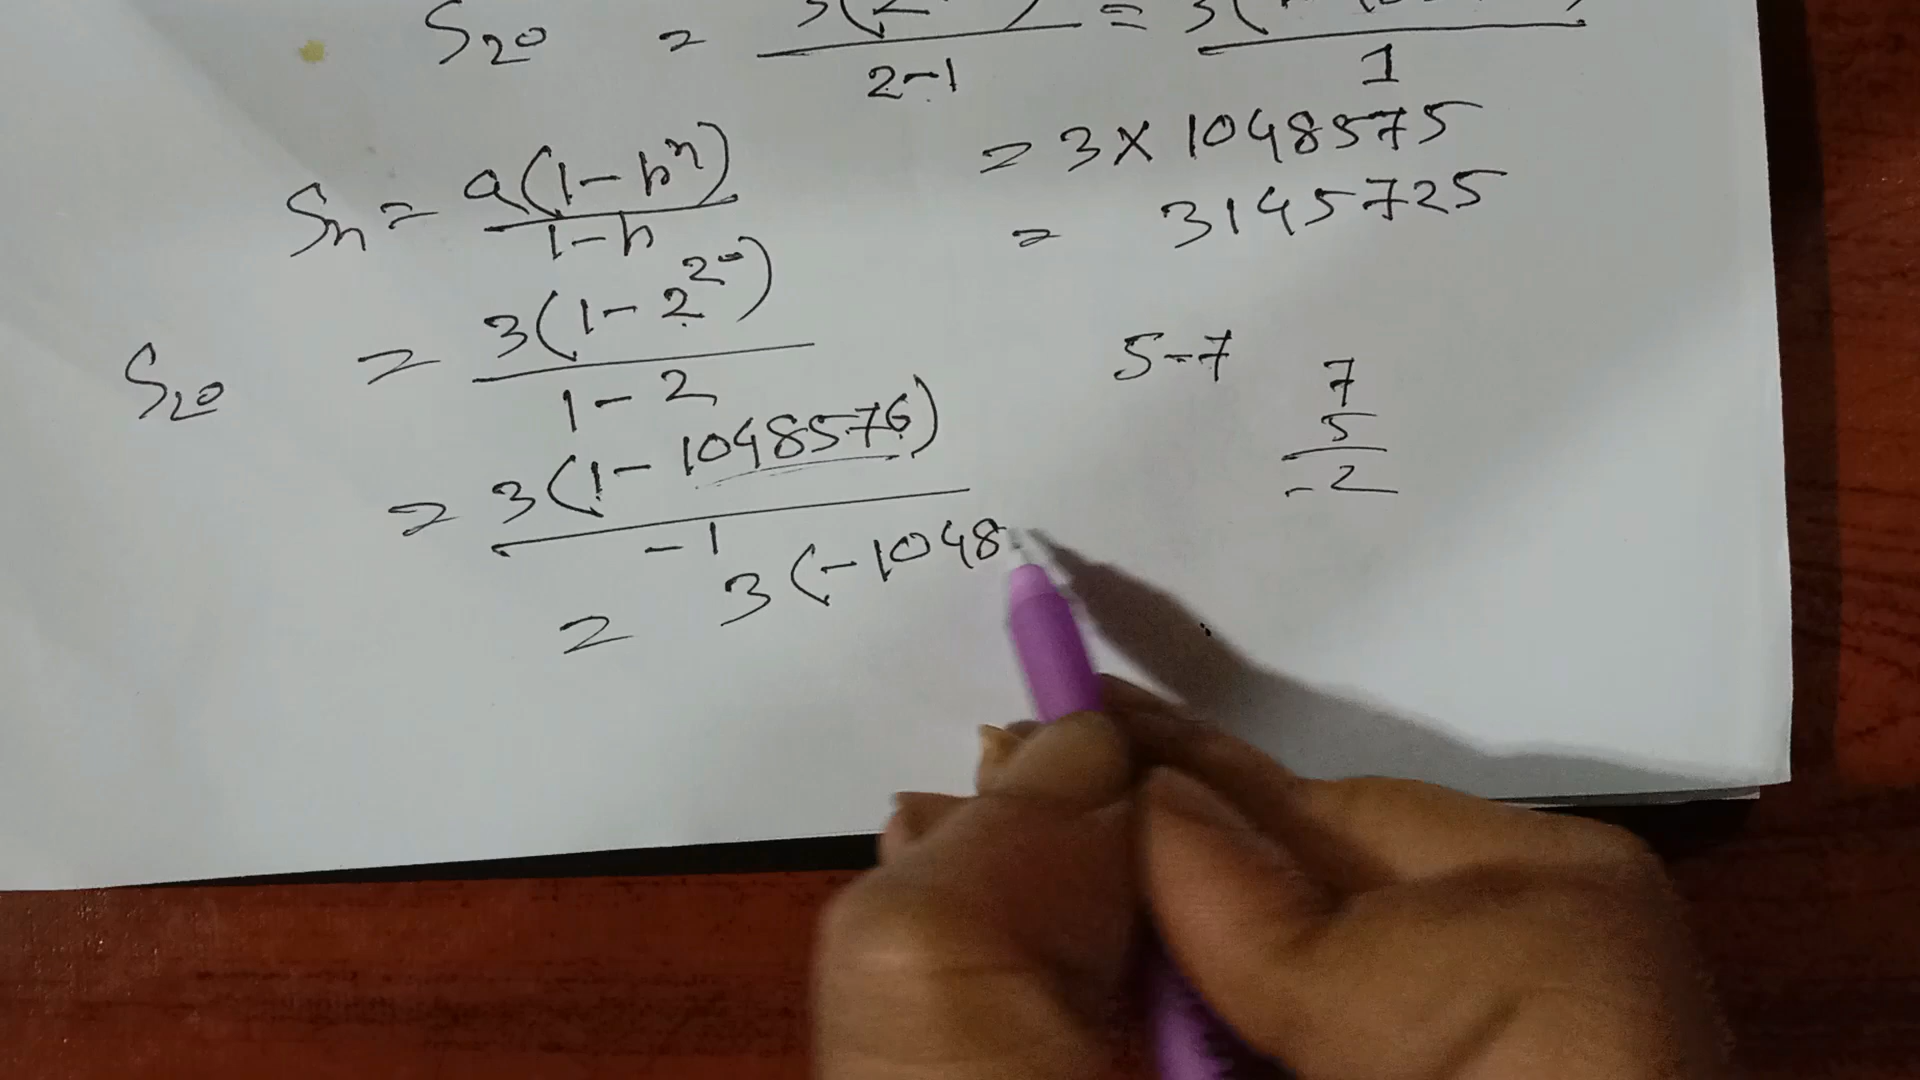 S20 = 3(2 = 3(
2-1 1
= 3 × 1048575
= 3145725
Sn = a(1-r^n)
1-r
S20 = 3(1-2^20)
1-2
= 3(1-1048576)
-1
= 3(-1048
5-7
7
5
-2